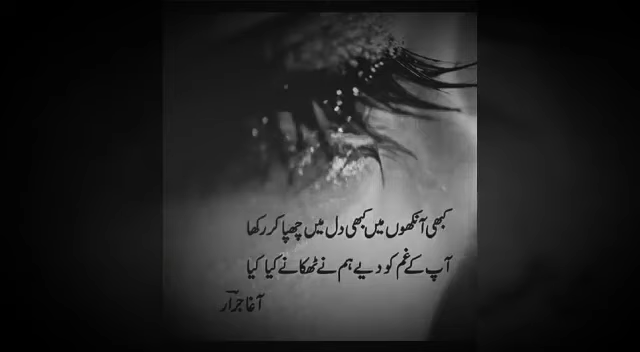 کبھی آنکھوں میں کبھی دل میں چھپا کر رکھا
آپ کے غم کو دیے ہم نے ٹھکانے کیا کیا
آغا جرار